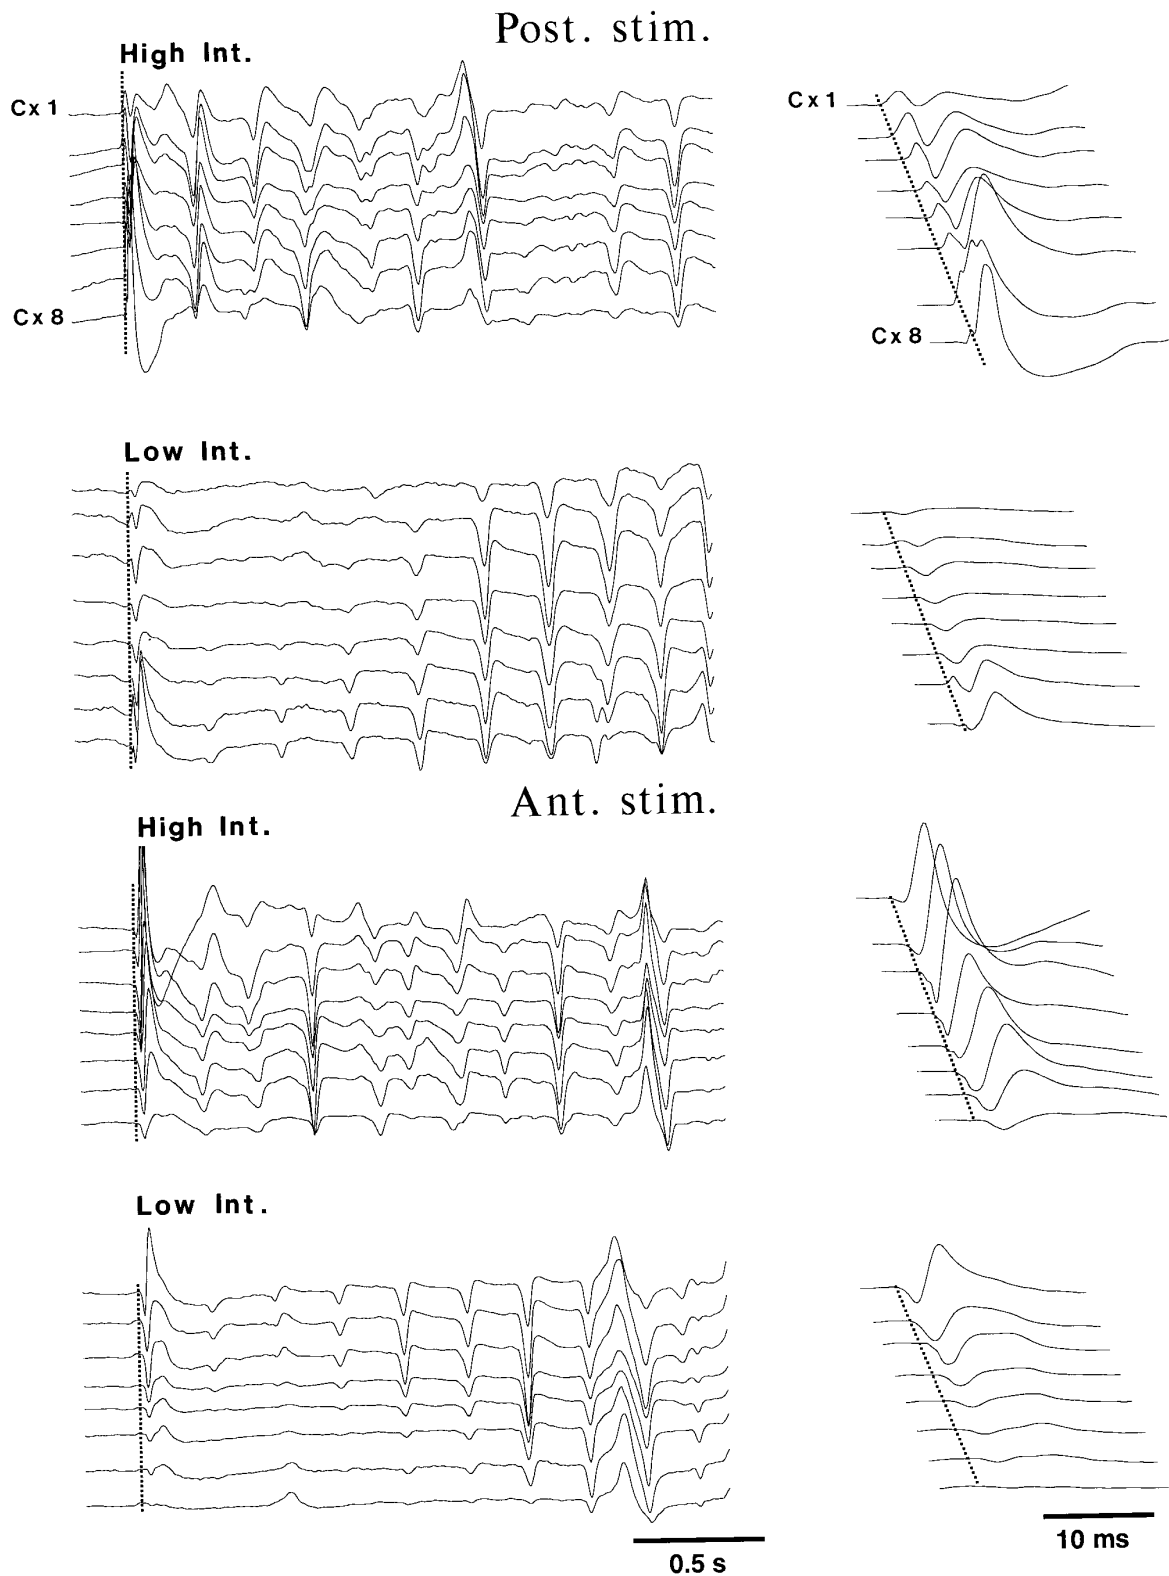 Post. stim.
High Int.
Cx 1
Cx 1
Cx 8
Cx 8
Low Int.
Ant. stim.
High Int.
Low Int.
0.5 s
10 ms